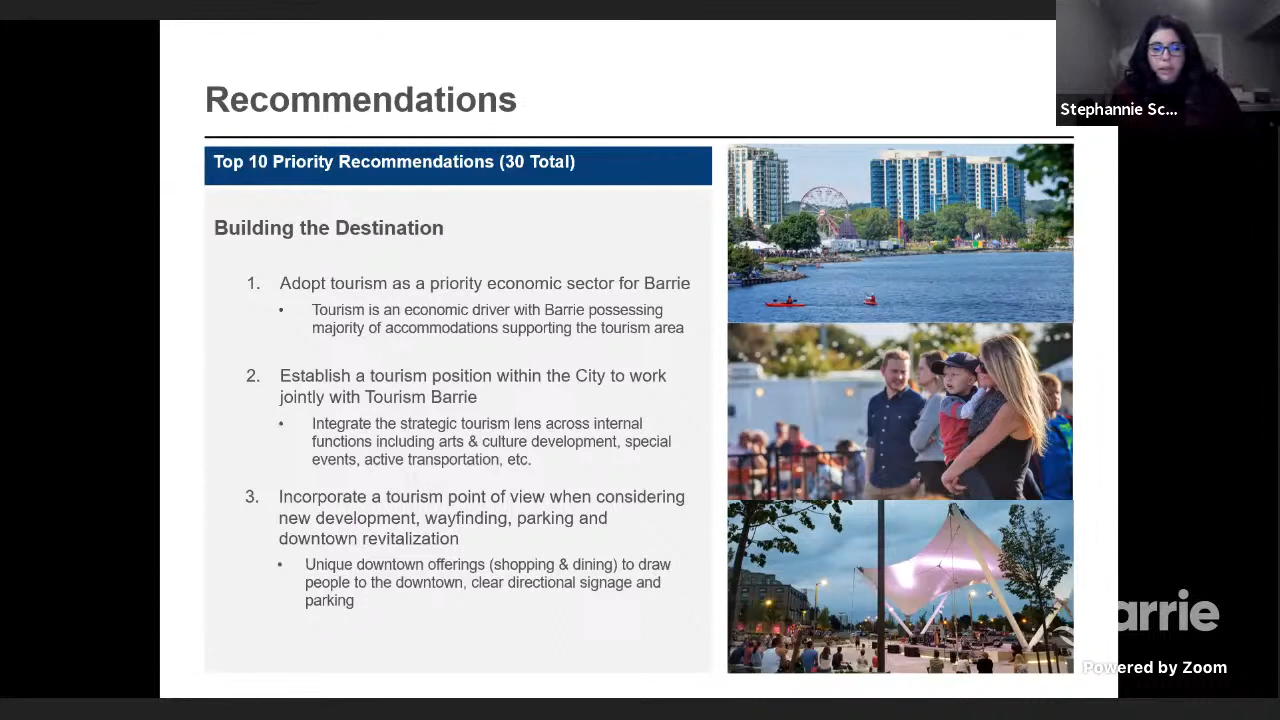 Recommendations
Top 10 Priority Recommendations (30 Total)
Building the Destination
1. Adopt tourism as a priority economic sector for Barrie
• Tourism is an economic driver with Barrie possessing
majority of accommodations supporting the tourism area
2. Establish a tourism position within the City to work
jointly with Tourism Barrie
• Integrate the strategic tourism lens across internal
functions including arts & culture development, special
events, active transportation, etc.
3. Incorporate a tourism point of view when considering
new development, wayfinding, parking and
downtown revitalization
• Unique downtown offerings (shopping & dining) to draw
people to the downtown, clear directional signage and
parking
Stephannie Sc...
arrie
Powered by Zoom